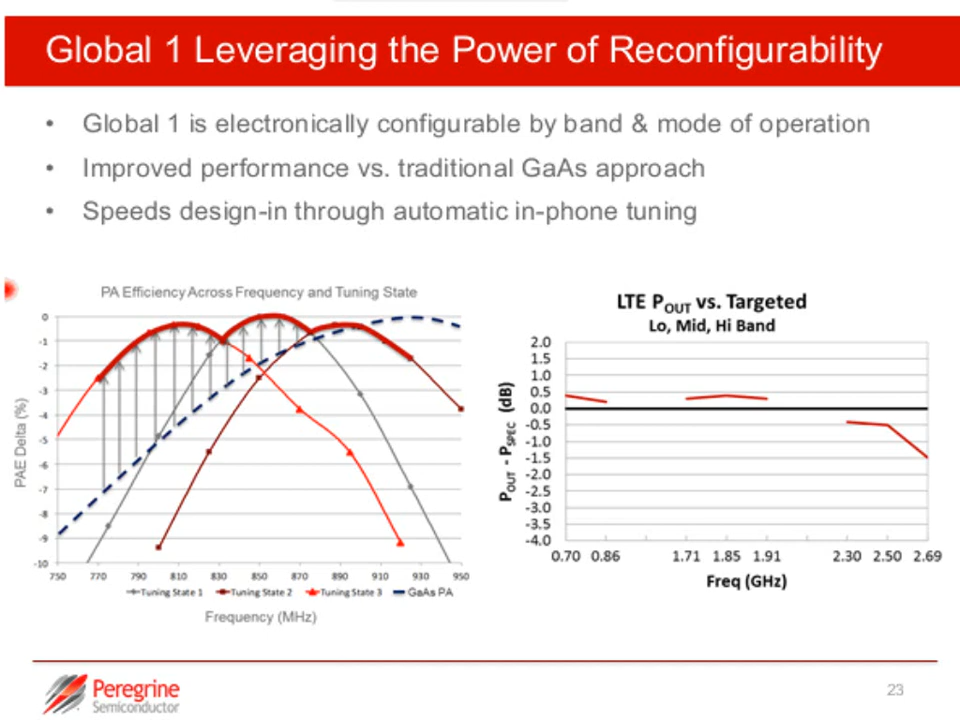 Global 1 Leveraging the Power of Reconfigurability
• Global 1 is electronically configurable by band & mode of operation
• Improved performance vs. traditional GaAs approach
• Speeds design-in through automatic in-phone tuning
PA Efficiency Across Frequency and Tuning State
PAE Delta (%)
0
-1
-2
-3
-4
-5
-6
-7
-8
-9
-10
750 770 790 810 830 850 870 890 910 930 950
Tuning State 1 Tuning State 2 Tuning State 3 GaAs PA
Frequency (MHz)
LTE POUT vs. Targeted
Lo, Mid, Hi Band
POUT - PSPEC (dB)
2.0
1.5
1.0
0.5
0.0
-0.5
-1.0
-1.5
-2.0
-2.5
-3.0
-3.5
-4.0
0.70 0.86 1.71 1.85 1.91 2.30 2.50 2.69
Freq (GHz)
Peregrine
Semiconductor
23